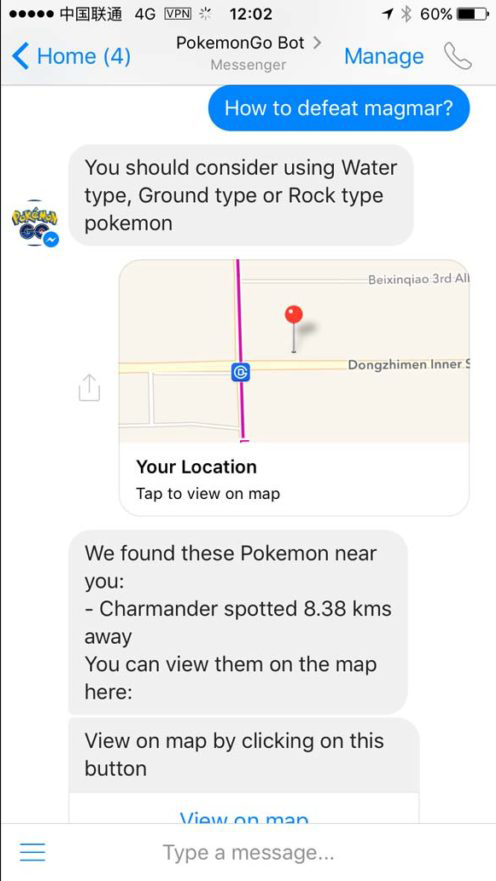 中国联通 4G VPN 12:02 60%
Home (4) PokemonGo Bot Manage
Messenger
How to defeat magmar?
You should consider using Water
type, Ground type or Rock type
pokemon
POKÉMON
GO
Beixinqiao 3rd All
Dongzhimen Inner S
Your Location
Tap to view on map
We found these Pokemon near
you:
- Charmander spotted 8.38 kms
away
You can view them on the map
here:
View on map by clicking on this
button
View on map
Type a message...